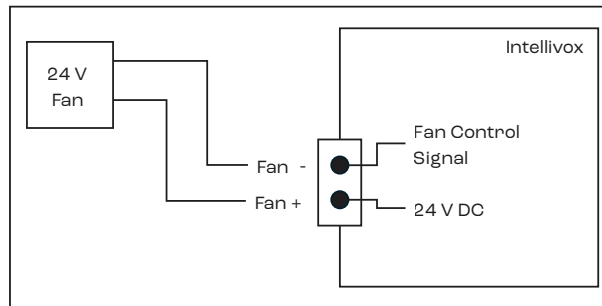 Intellivox
24 V
Fan
Fan Control
Signal
Fan -
Fan +
24 V DC